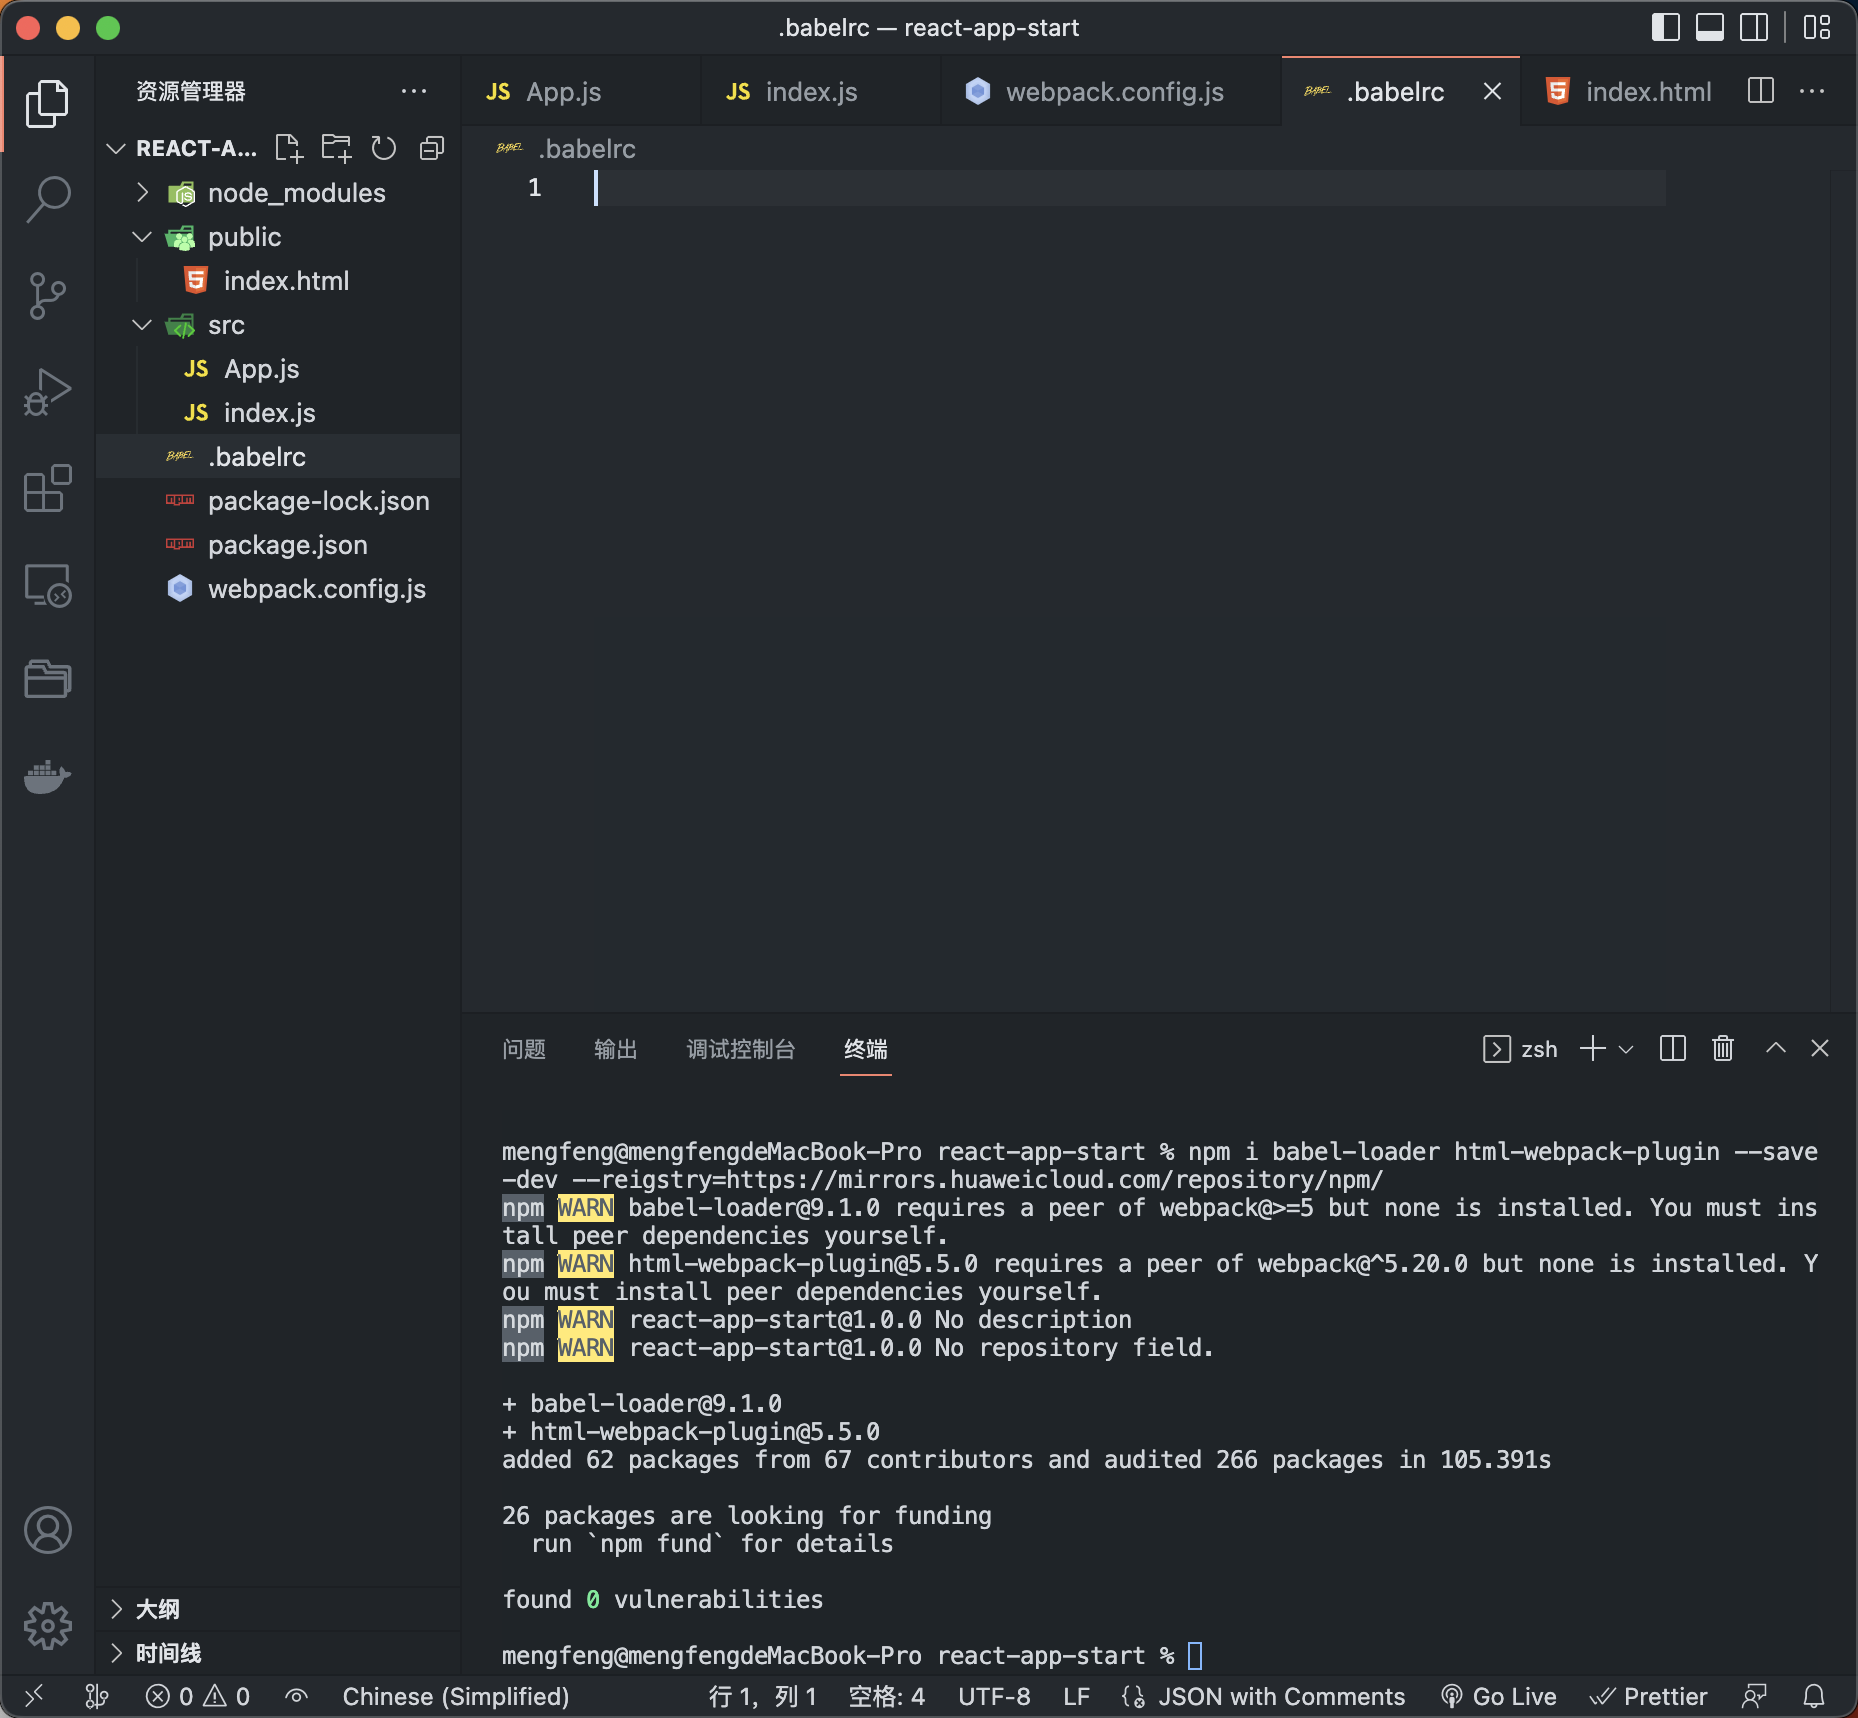 .babelrc — react-app-start
资源管理器
JS App.js
JS index.js
webpack.config.js
BABEL .babelrc
5 index.html
REACT-A...
BABEL .babelrc
1
JS node_modules
public
5 index.html
src
JS App.js
JS index.js
BABEL .babelrc
package-lock.json
package.json
webpack.config.js
问题 输出 调试控制台 终端
zsh
mengfeng@mengfengdeMacBook-Pro react-app-start % npm i babel-loader html-webpack-plugin --save
-dev --reigstry=https://mirrors.huaweicloud.com/repository/npm/
npm WARN babel-loader@9.1.0 requires a peer of webpack@>=5 but none is installed. You must ins
tall peer dependencies yourself.
npm WARN html-webpack-plugin@5.5.0 requires a peer of webpack@^5.20.0 but none is installed. Y
ou must install peer dependencies yourself.
npm WARN react-app-start@1.0.0 No description
npm WARN react-app-start@1.0.0 No repository field.
+ babel-loader@9.1.0
+ html-webpack-plugin@5.5.0
added 62 packages from 67 contributors and audited 266 packages in 105.391s
26 packages are looking for funding
run `npm fund` for details
found 0 vulnerabilities
mengfeng@mengfengdeMacBook-Pro react-app-start %
大纲
时间线
0 0 Chinese (Simplified) 行 1，列 1 空格: 4 UTF-8 LF JSON with Comments Go Live Prettier